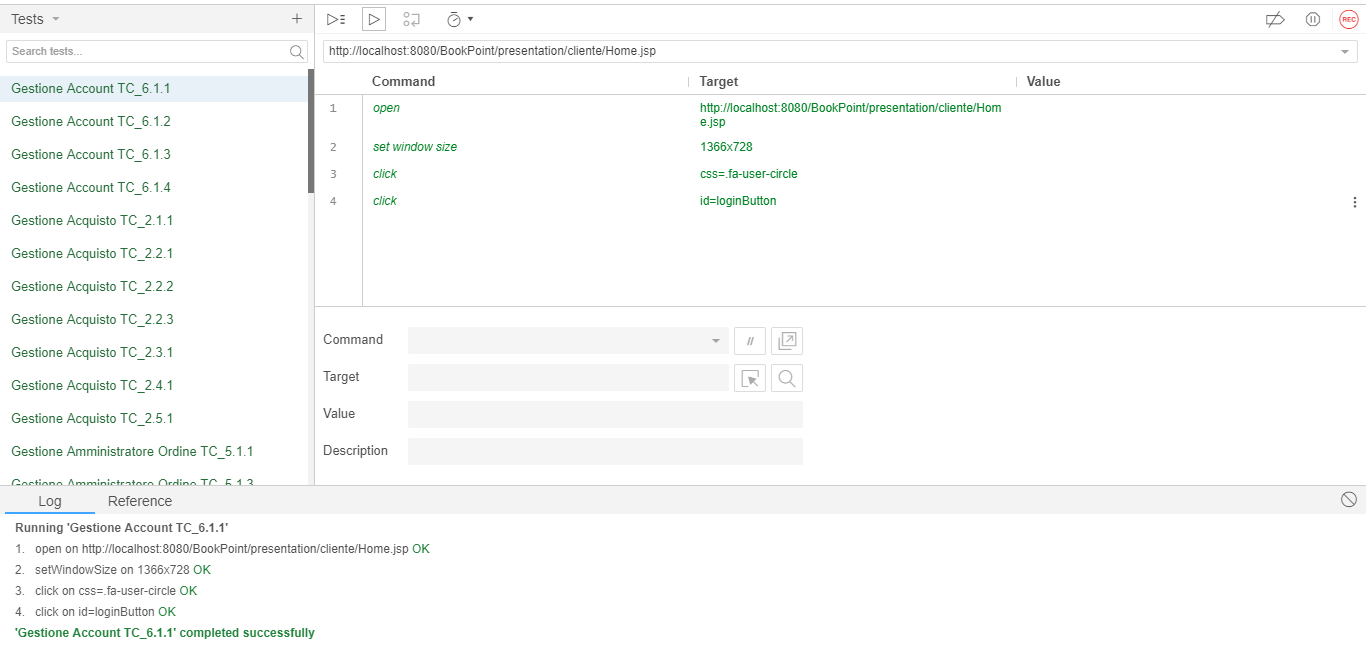 Tests
Search tests...
Gestione Account TC_6.1.1
Gestione Account TC_6.1.2
Gestione Account TC_6.1.3
Gestione Account TC_6.1.4
Gestione Acquisto TC_2.1.1
Gestione Acquisto TC_2.2.1
Gestione Acquisto TC_2.2.2
Gestione Acquisto TC_2.2.3
Gestione Acquisto TC_2.3.1
Gestione Acquisto TC_2.4.1
Gestione Acquisto TC_2.5.1
Gestione Amministratore Ordine TC_5.1.1
Gestione Amministratore Ordine TC_5.1.3
REC
http://localhost:8080/BookPoint/presentation/cliente/Home.jsp
Command Target Value
1 open http://localhost:8080/BookPoint/presentation/cliente/Hom
e.jsp
2 set window size 1366x728
3 click css=.fa-user-circle
4 click id=loginButton
Command //
Target
Value
Description
Log Reference
Running 'Gestione Account TC_6.1.1'
1. open on http://localhost:8080/BookPoint/presentation/cliente/Home.jsp OK
2. setWindowSize on 1366x728 OK
3. click on css=.fa-user-circle OK
4. click on id=loginButton OK
'Gestione Account TC_6.1.1' completed successfully